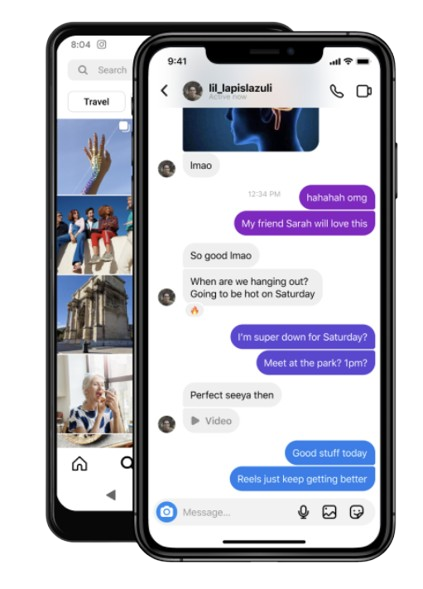 8:04
Search
Travel
9:41
lil_lapislazuli
Active now
lmao
12:34 PM
hahahah omg
My friend Sarah will love this
So good lmao
When are we hanging out?
Going to be hot on Saturday
I'm super down for Saturday?
Meet at the park? 1pm?
Perfect seeya then
Video
Good stuff today
Reels just keep getting better
Message...